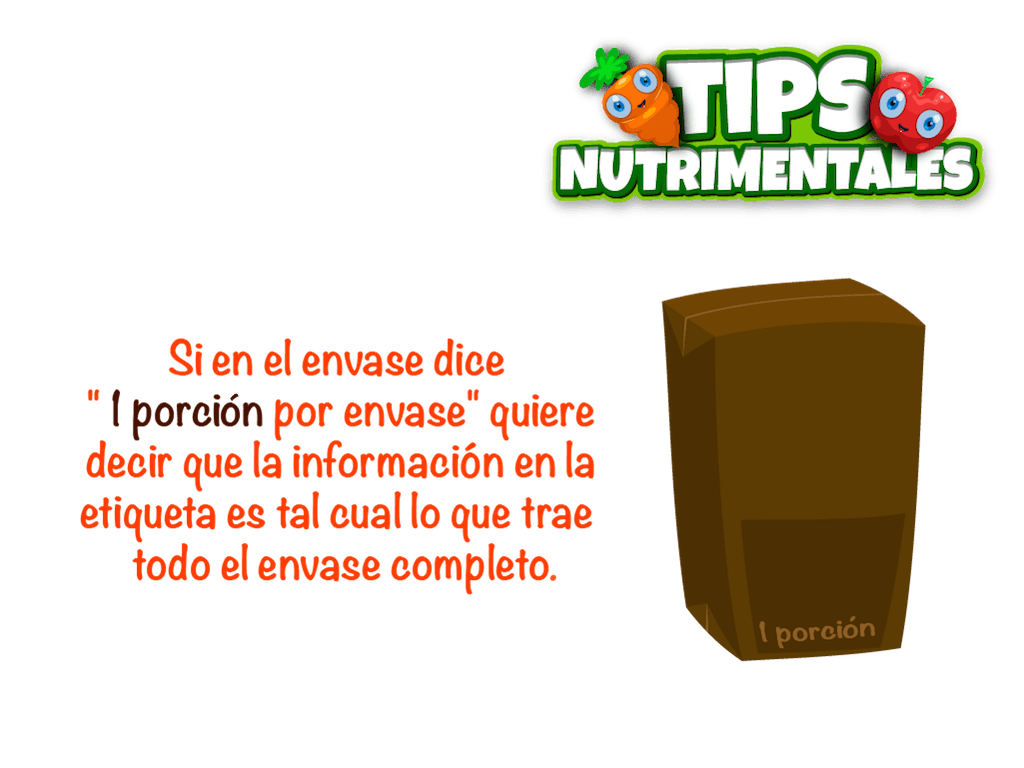 TIPS
NUTRIMENTALES
Si en el envase dice
" 1 porción por envase" quiere
decir que la información en la
etiqueta es tal cual lo que trae
todo el envase completo.
1 porción